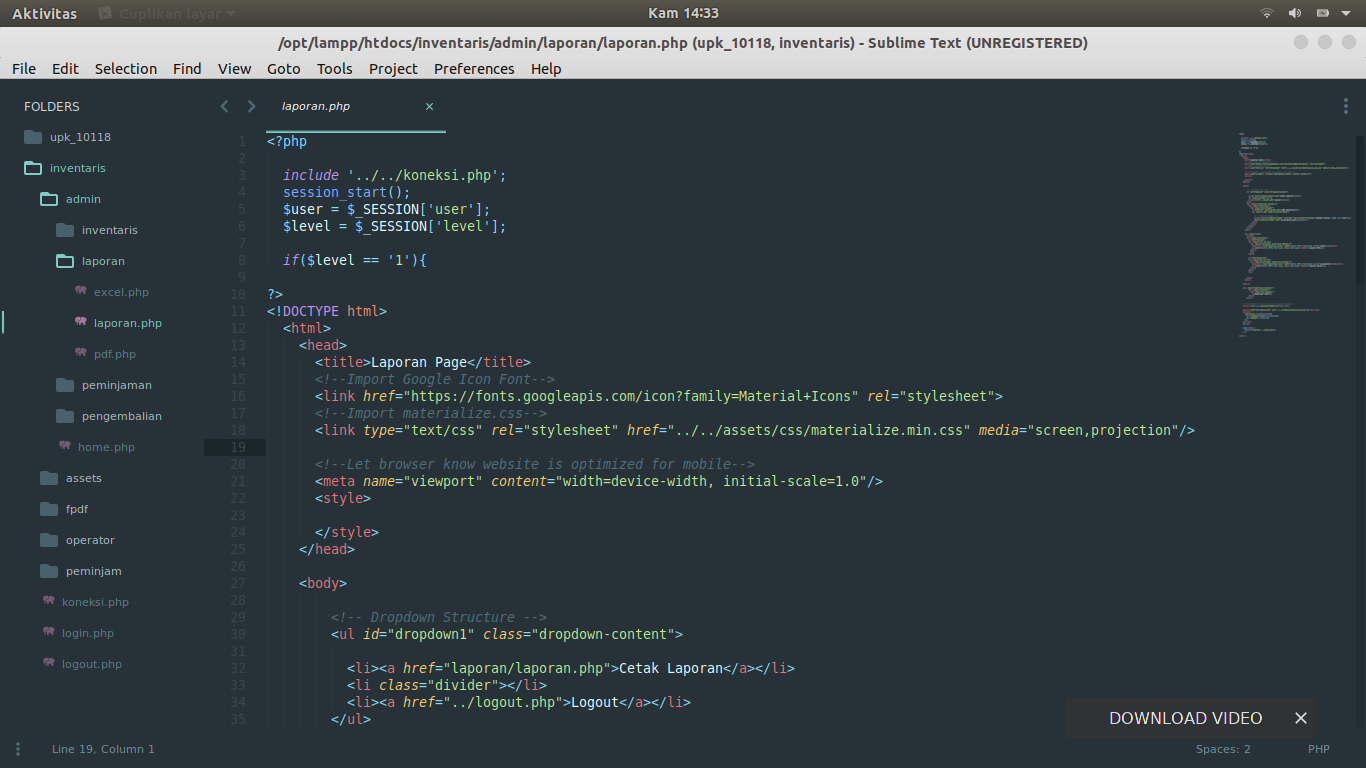 Aktivitas
Cuplikan layar
Kam 14:33
/opt/lampp/htdocs/inventaris/admin/laporan/laporan.php (upk_10118, inventaris) - Sublime Text (UNREGISTERED)
File Edit Selection Find View Goto Tools Project Preferences Help
FOLDERS
upk_10118
inventaris
admin
inventaris
laporan
excel.php
laporan.php
pdf.php
peminjaman
pengembalian
home.php
assets
fpdf
operator
peminjam
koneksi.php
login.php
logout.php
laporan.php ×
1 <?php
2
3 include '../../koneksi.php';
4 session_start();
5 $user = $_SESSION['user'];
6 $level = $_SESSION['level'];
7
8 if($level == '1'){
9
10 ?>
11 <!DOCTYPE html>
12 <html>
13 <head>
14 <title>Laporan Page</title>
15 <!--Import Google Icon Font-->
16 <link href="https://fonts.googleapis.com/icon?family=Material+Icons" rel="stylesheet">
17 <!--Import materialize.css-->
18 <link type="text/css" rel="stylesheet" href="../../assets/css/materialize.min.css" media="screen,projection"/>
19
20 <!--Let browser know website is optimized for mobile-->
21 <meta name="viewport" content="width=device-width, initial-scale=1.0"/>
22 <style>
23
24 </style>
25 </head>
26
27 <body>
28
29 <!-- Dropdown Structure -->
30 <ul id="dropdown1" class="dropdown-content">
31
32 <li><a href="laporan/laporan.php">Cetak Laporan</a></li>
33 <li class="divider"></li>
34 <li><a href="../logout.php">Logout</a></li>
35 </ul>
DOWNLOAD VIDEO ×
Line 19, Column 1
Spaces: 2
PHP